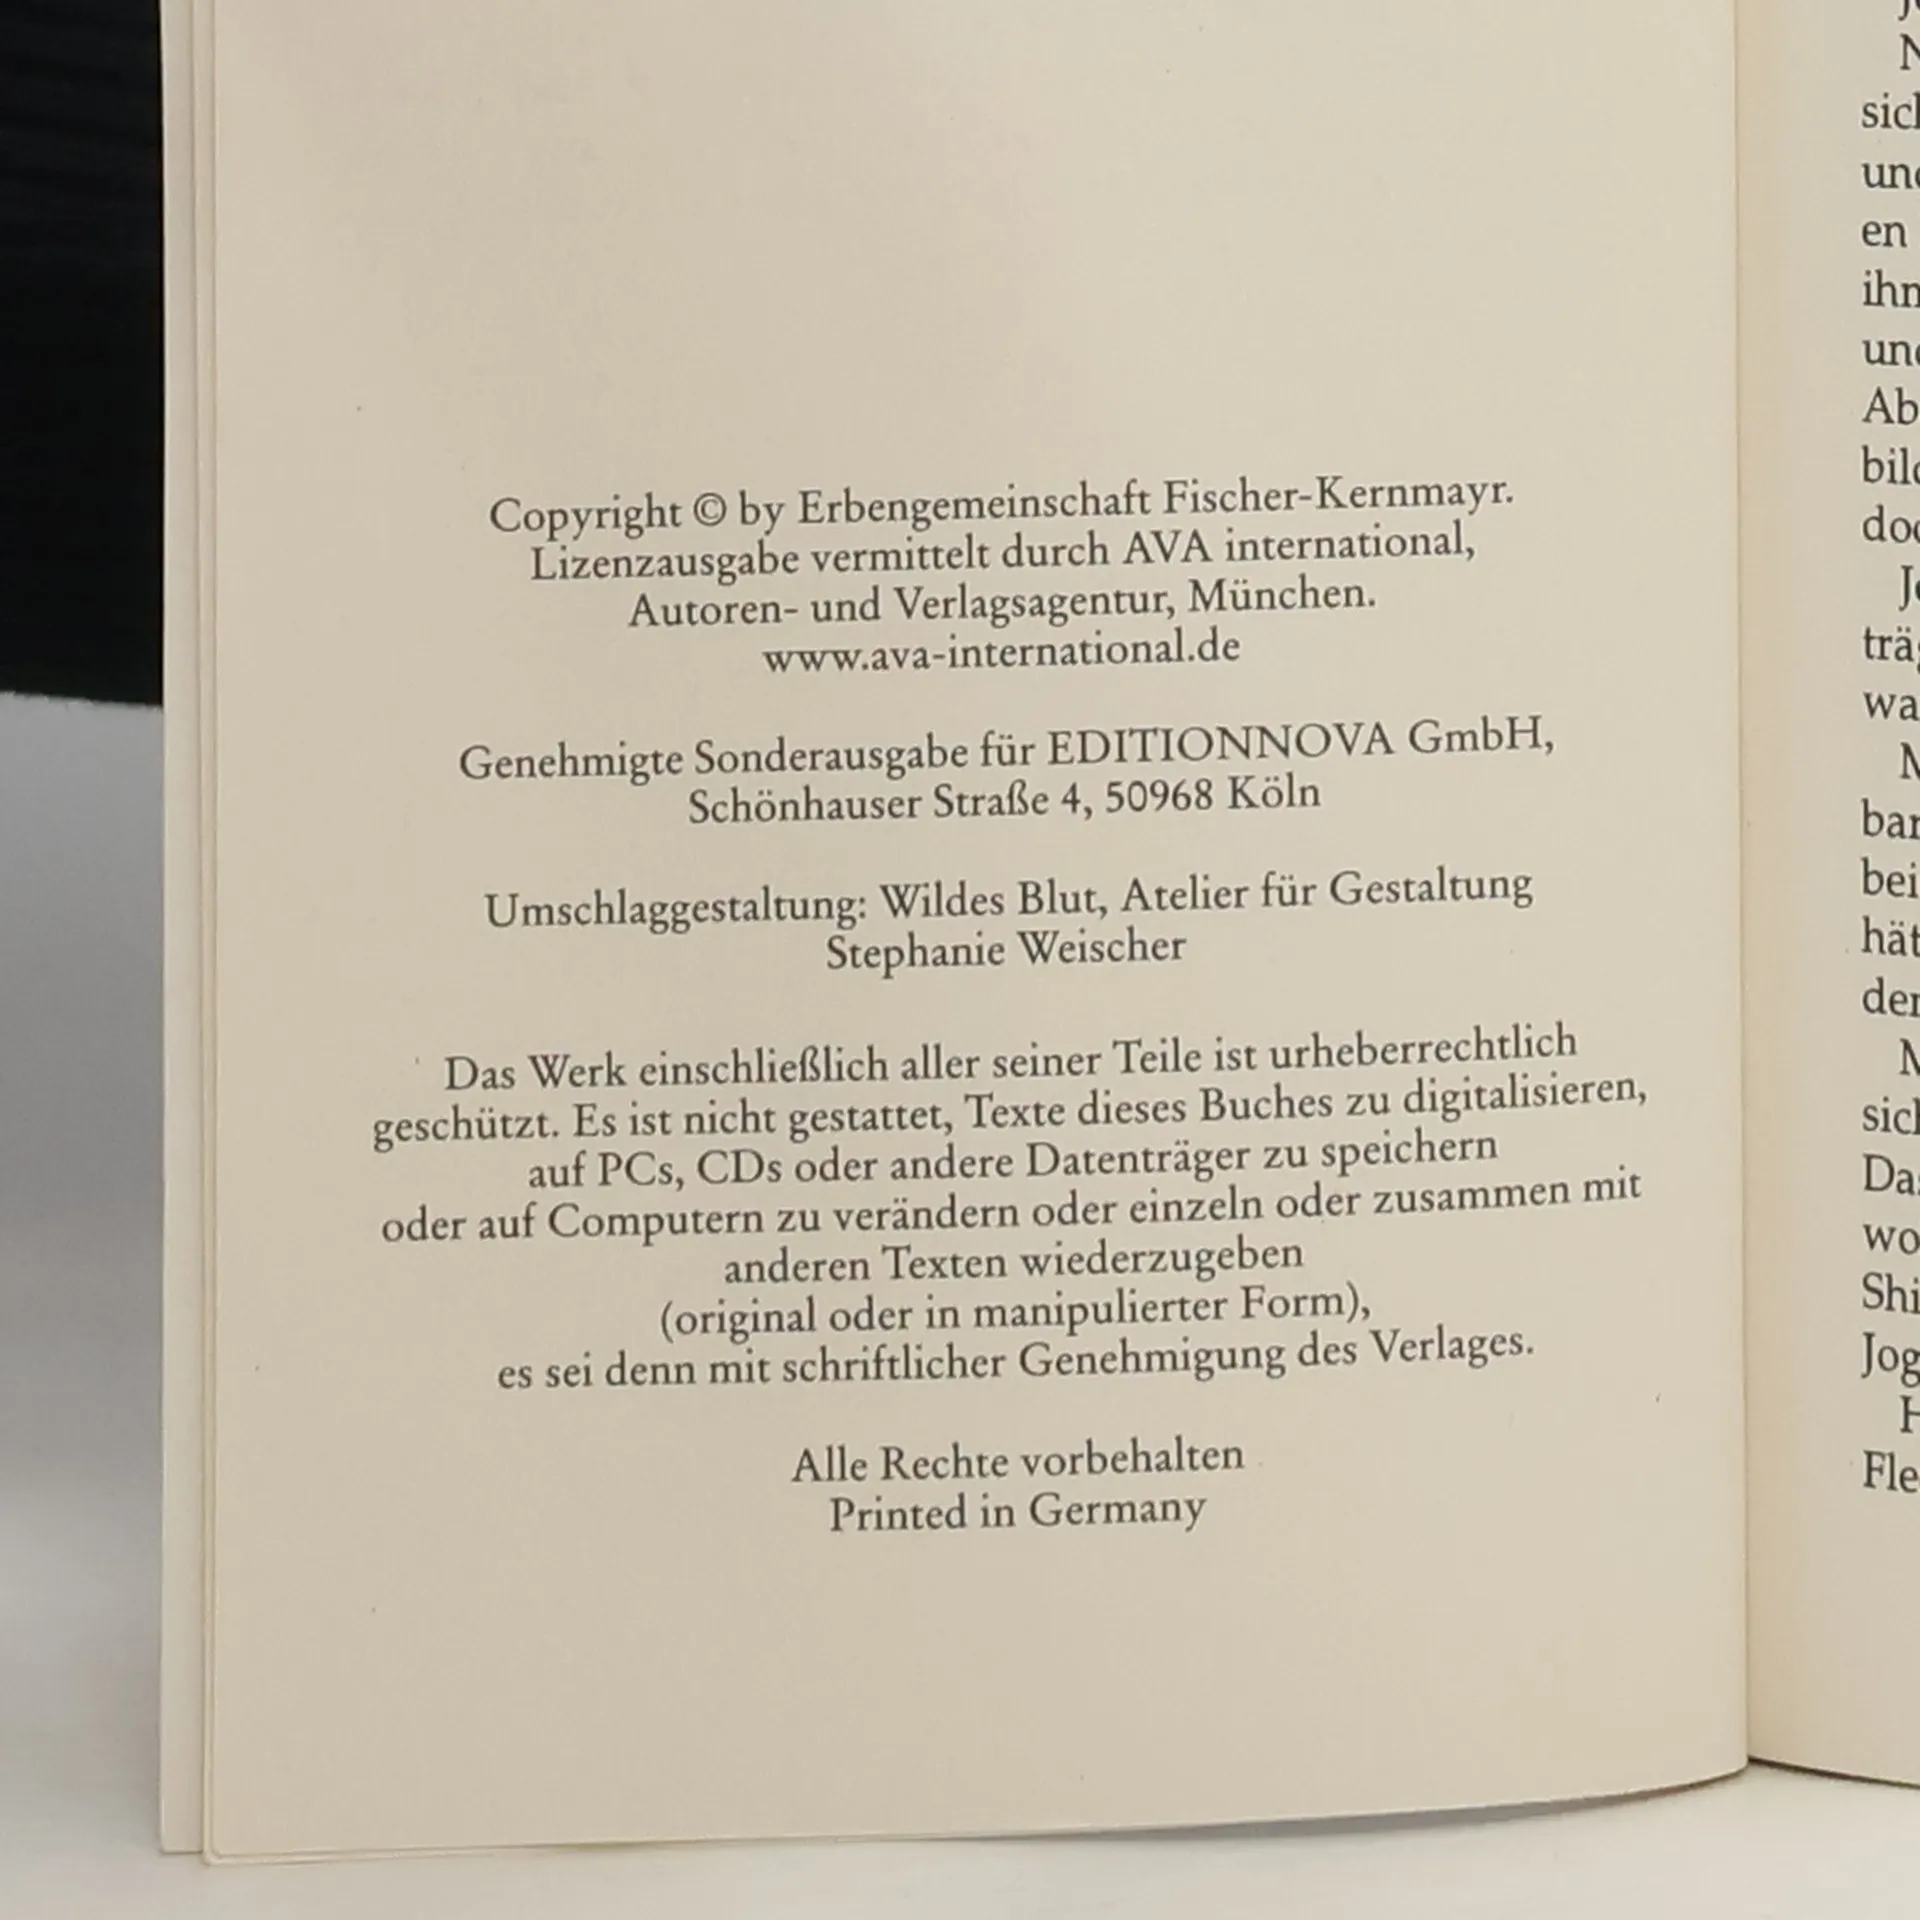 Copyright © by Erbengemeinschaft Fischer-Kernmayr.
Lizenzausgabe vermittelt durch AVA international,
Autoren- und Verlagsagentur, München.
www.ava-international.de
Genehmigte Sonderausgabe für EDITIONNOVA GmbH,
Schönhauser Straße 4, 50968 Köln
Umschlaggestaltung: Wildes Blut, Atelier für Gestaltung
Stephanie Weischer
Das Werk einschließlich aller seiner Teile ist urheberrechtlich
geschützt. Es ist nicht gestattet, Texte dieses Buches zu digitalisieren,
auf PCs, CDs oder andere Datenträger zu speichern
oder auf Computern zu verändern oder einzeln oder zusammen mit
anderen Texten wiederzugeben
(original oder in manipulierter Form),
es sei denn mit schriftlicher Genehmigung des Verlages.
Alle Rechte vorbehalten
Printed in Germany